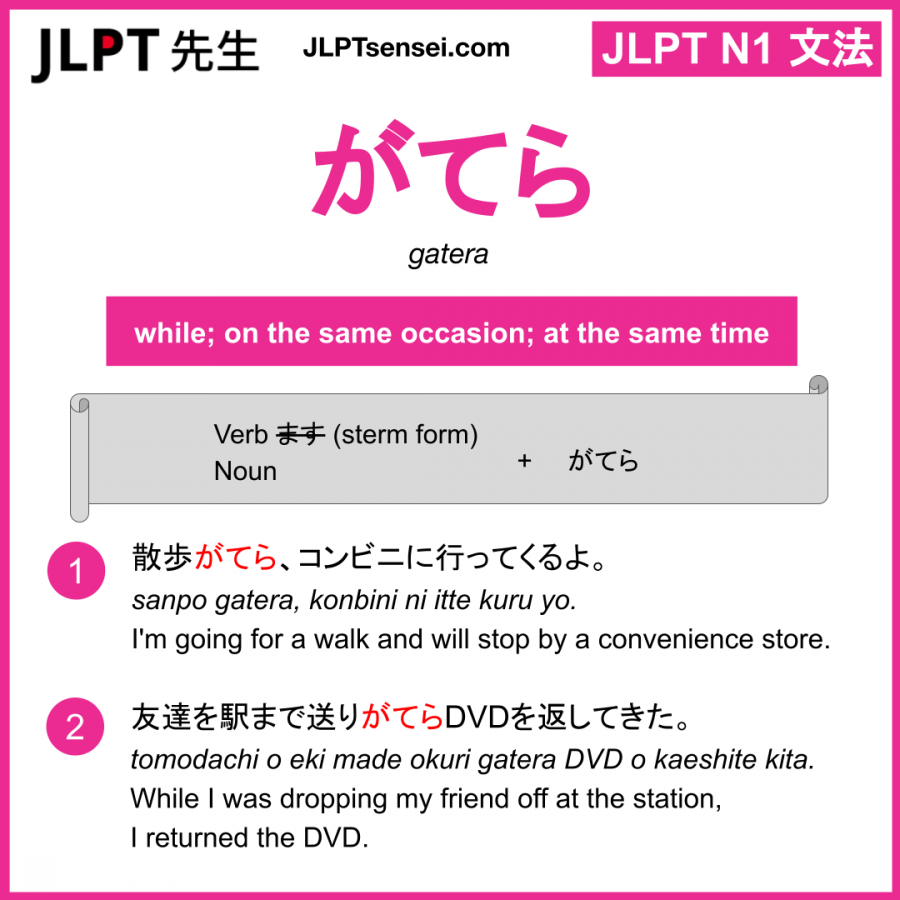 JLPT 先生
JLPTsensei.com
JLPT N1 文法
がてら
gatera
while; on the same occasion; at the same time
Verb ます (sterm form)
Noun
+ がてら
1
散歩がてら、コンビニに行ってくるよ。
sanpo gatera, konbini ni itte kuru yo.
I'm going for a walk and will stop by a convenience store.
2
友達を駅まで送りがてらDVDを返してきた。
tomodachi o eki made okuri gatera DVD o kaeshite kita.
While I was dropping my friend off at the station,
I returned the DVD.